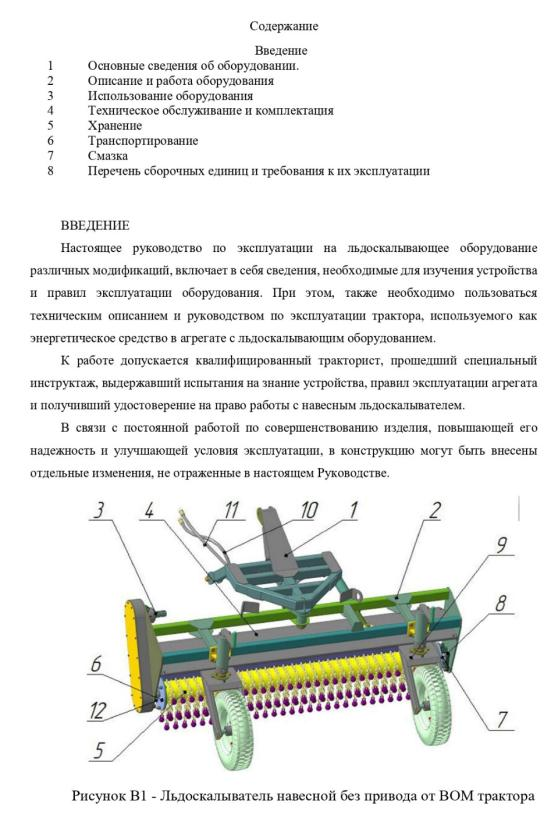 Содержание
Введение
1 Основные сведения об оборудовании.
2 Описание и работа оборудования
3 Использование оборудования
4 Техническое обслуживание и комплектация
5 Хранение
6 Транспортирование
7 Смазка
8 Перечень сборочных единиц и требования к их эксплуатации
ВВЕДЕНИЕ
Настоящее руководство по эксплуатации на льдоскалывающее оборудование
различных модификаций, включает в себя сведения, необходимые для изучения устройства
и правил эксплуатации оборудования. При этом, также необходимо пользоваться
техническим описанием и руководством по эксплуатации трактора, используемого как
энергетическое средство в агрегате с льдоскалывающим оборудованием.
К работе допускается квалифицированный тракторист, прошедший специальный
инструктаж, выдержавший испытания на знание устройства, правил эксплуатации агрегата
и получивший удостоверение на право работы с навесным льдоскалывателем.
В связи с постоянной работой по совершенствованию изделия, повышающей его
надежность и улучшающей условия эксплуатации, в конструкцию могут быть внесены
отдельные изменения, не отраженные в настоящем Руководстве.
3 4 11 10 1 2
9
8
6
12
7
5
Рисунок В1 - Льдоскалыватель навесной без привода от ВОМ трактора